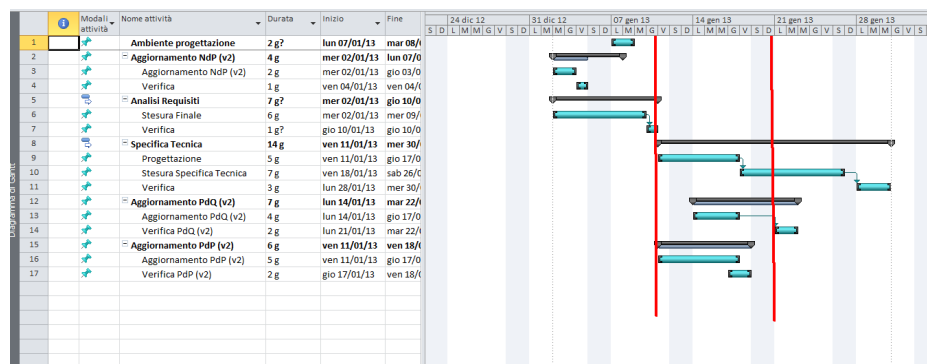 Modali attività Nome attività Durata Inizio Fine
24 dic 12 31 dic 12 07 gen 13 14 gen 13 21 gen 13 28 gen 13
S D L M M G V S D L M M G V S D L M M G V S D L M M G V S D L M M G V S D L M M G V S
1 Ambiente progettazione 2 g? lun 07/01/13 mar 08/
2 Aggiornamento NdP (v2) 4 g mer 02/01/13 lun 07/0
3 Aggiornamento NdP (v2) 2 g mer 02/01/13 gio 03/0
4 Verifica 1 g ven 04/01/13 ven 04/0
5 Analisi Requisiti 7 g? mer 02/01/13 gio 10/0
6 Stesura Finale 6 g mer 02/01/13 mer 09/
7 Verifica 1 g? gio 10/01/13 gio 10/0
8 Specifica Tecnica 14 g ven 11/01/13 mer 30/
9 Progettazione 5 g ven 11/01/13 gio 17/0
10 Stesura Specifica Tecnica 7 g ven 18/01/13 sab 26/0
11 Verifica 3 g lun 28/01/13 mer 30/
12 Aggiornamento PdQ (v2) 7 g lun 14/01/13 mar 22/
13 Aggiornamento PdQ (v2) 4 g lun 14/01/13 gio 17/0
14 Verifica PdQ (v2) 2 g lun 21/01/13 mar 22/
15 Aggiornamento PdP (v2) 6 g ven 11/01/13 ven 18/
16 Aggiornamento PdP (v2) 5 g ven 11/01/13 gio 17/0
17 Verifica PdP (v2) 2 g gio 17/01/13 ven 18/
Diagramma di Gantt